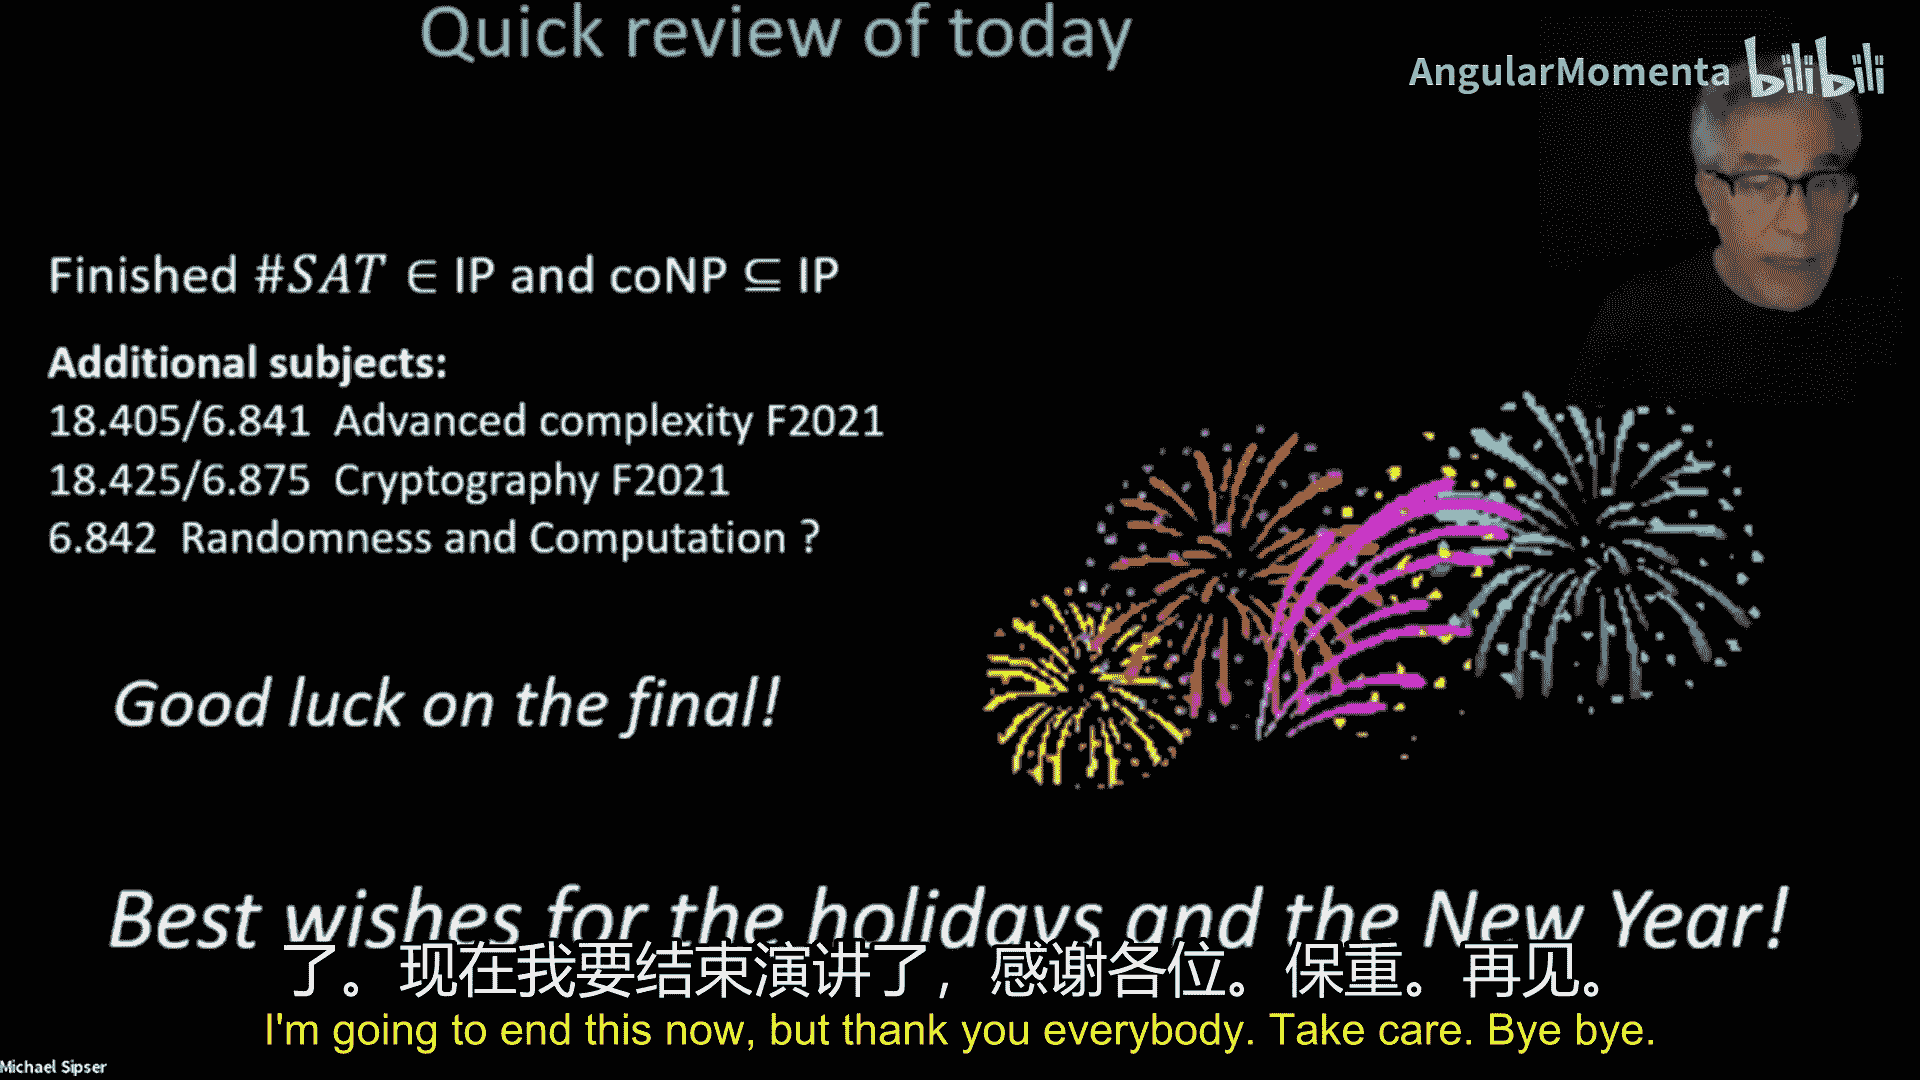 Quick review of today
AngularMomenta bilibili
Finished #SAT ∈ IP and coNP ⊆ IP
Additional subjects:
18.405/6.841 Advanced complexity F2021
18.425/6.875 Cryptography F2021
6.842 Randomness and Computation ?
Good luck on the final!
Best wishes for the holidays and the New Year!
了。现在我要结束演讲了，感谢各位。保重。再见。
I'm going to end this now, but thank you everybody. Take care. Bye bye.
Michael Sipser